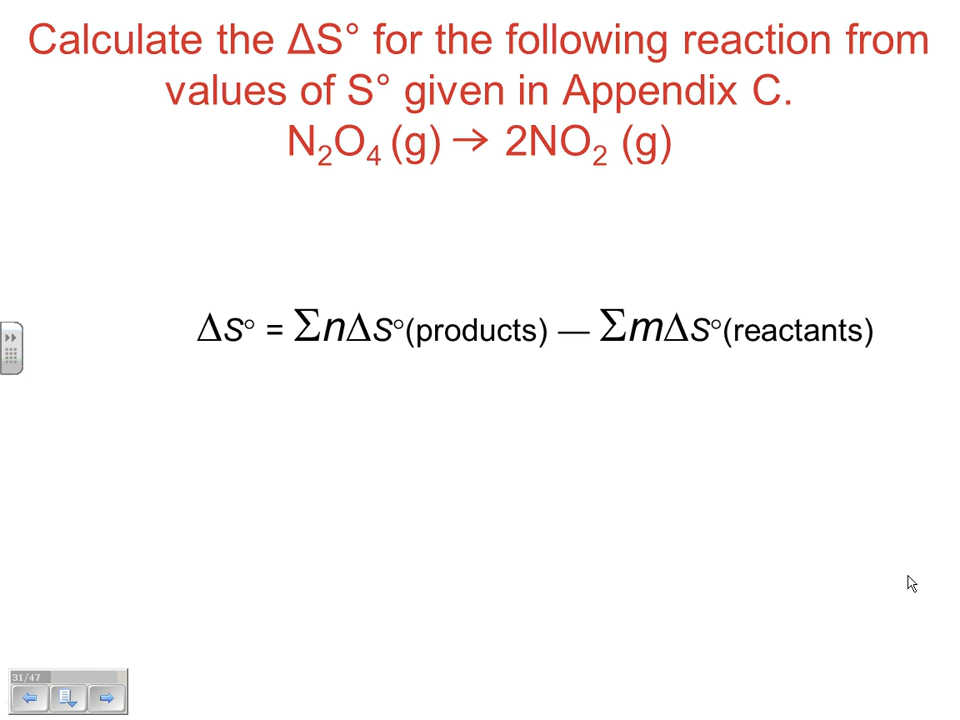 Calculate the ΔS° for the following reaction from
values of S° given in Appendix C.
N₂O₄ (g) → 2NO₂ (g)
ΔS° = ΣnΔS°(products) — ΣmΔS°(reactants)
31/47